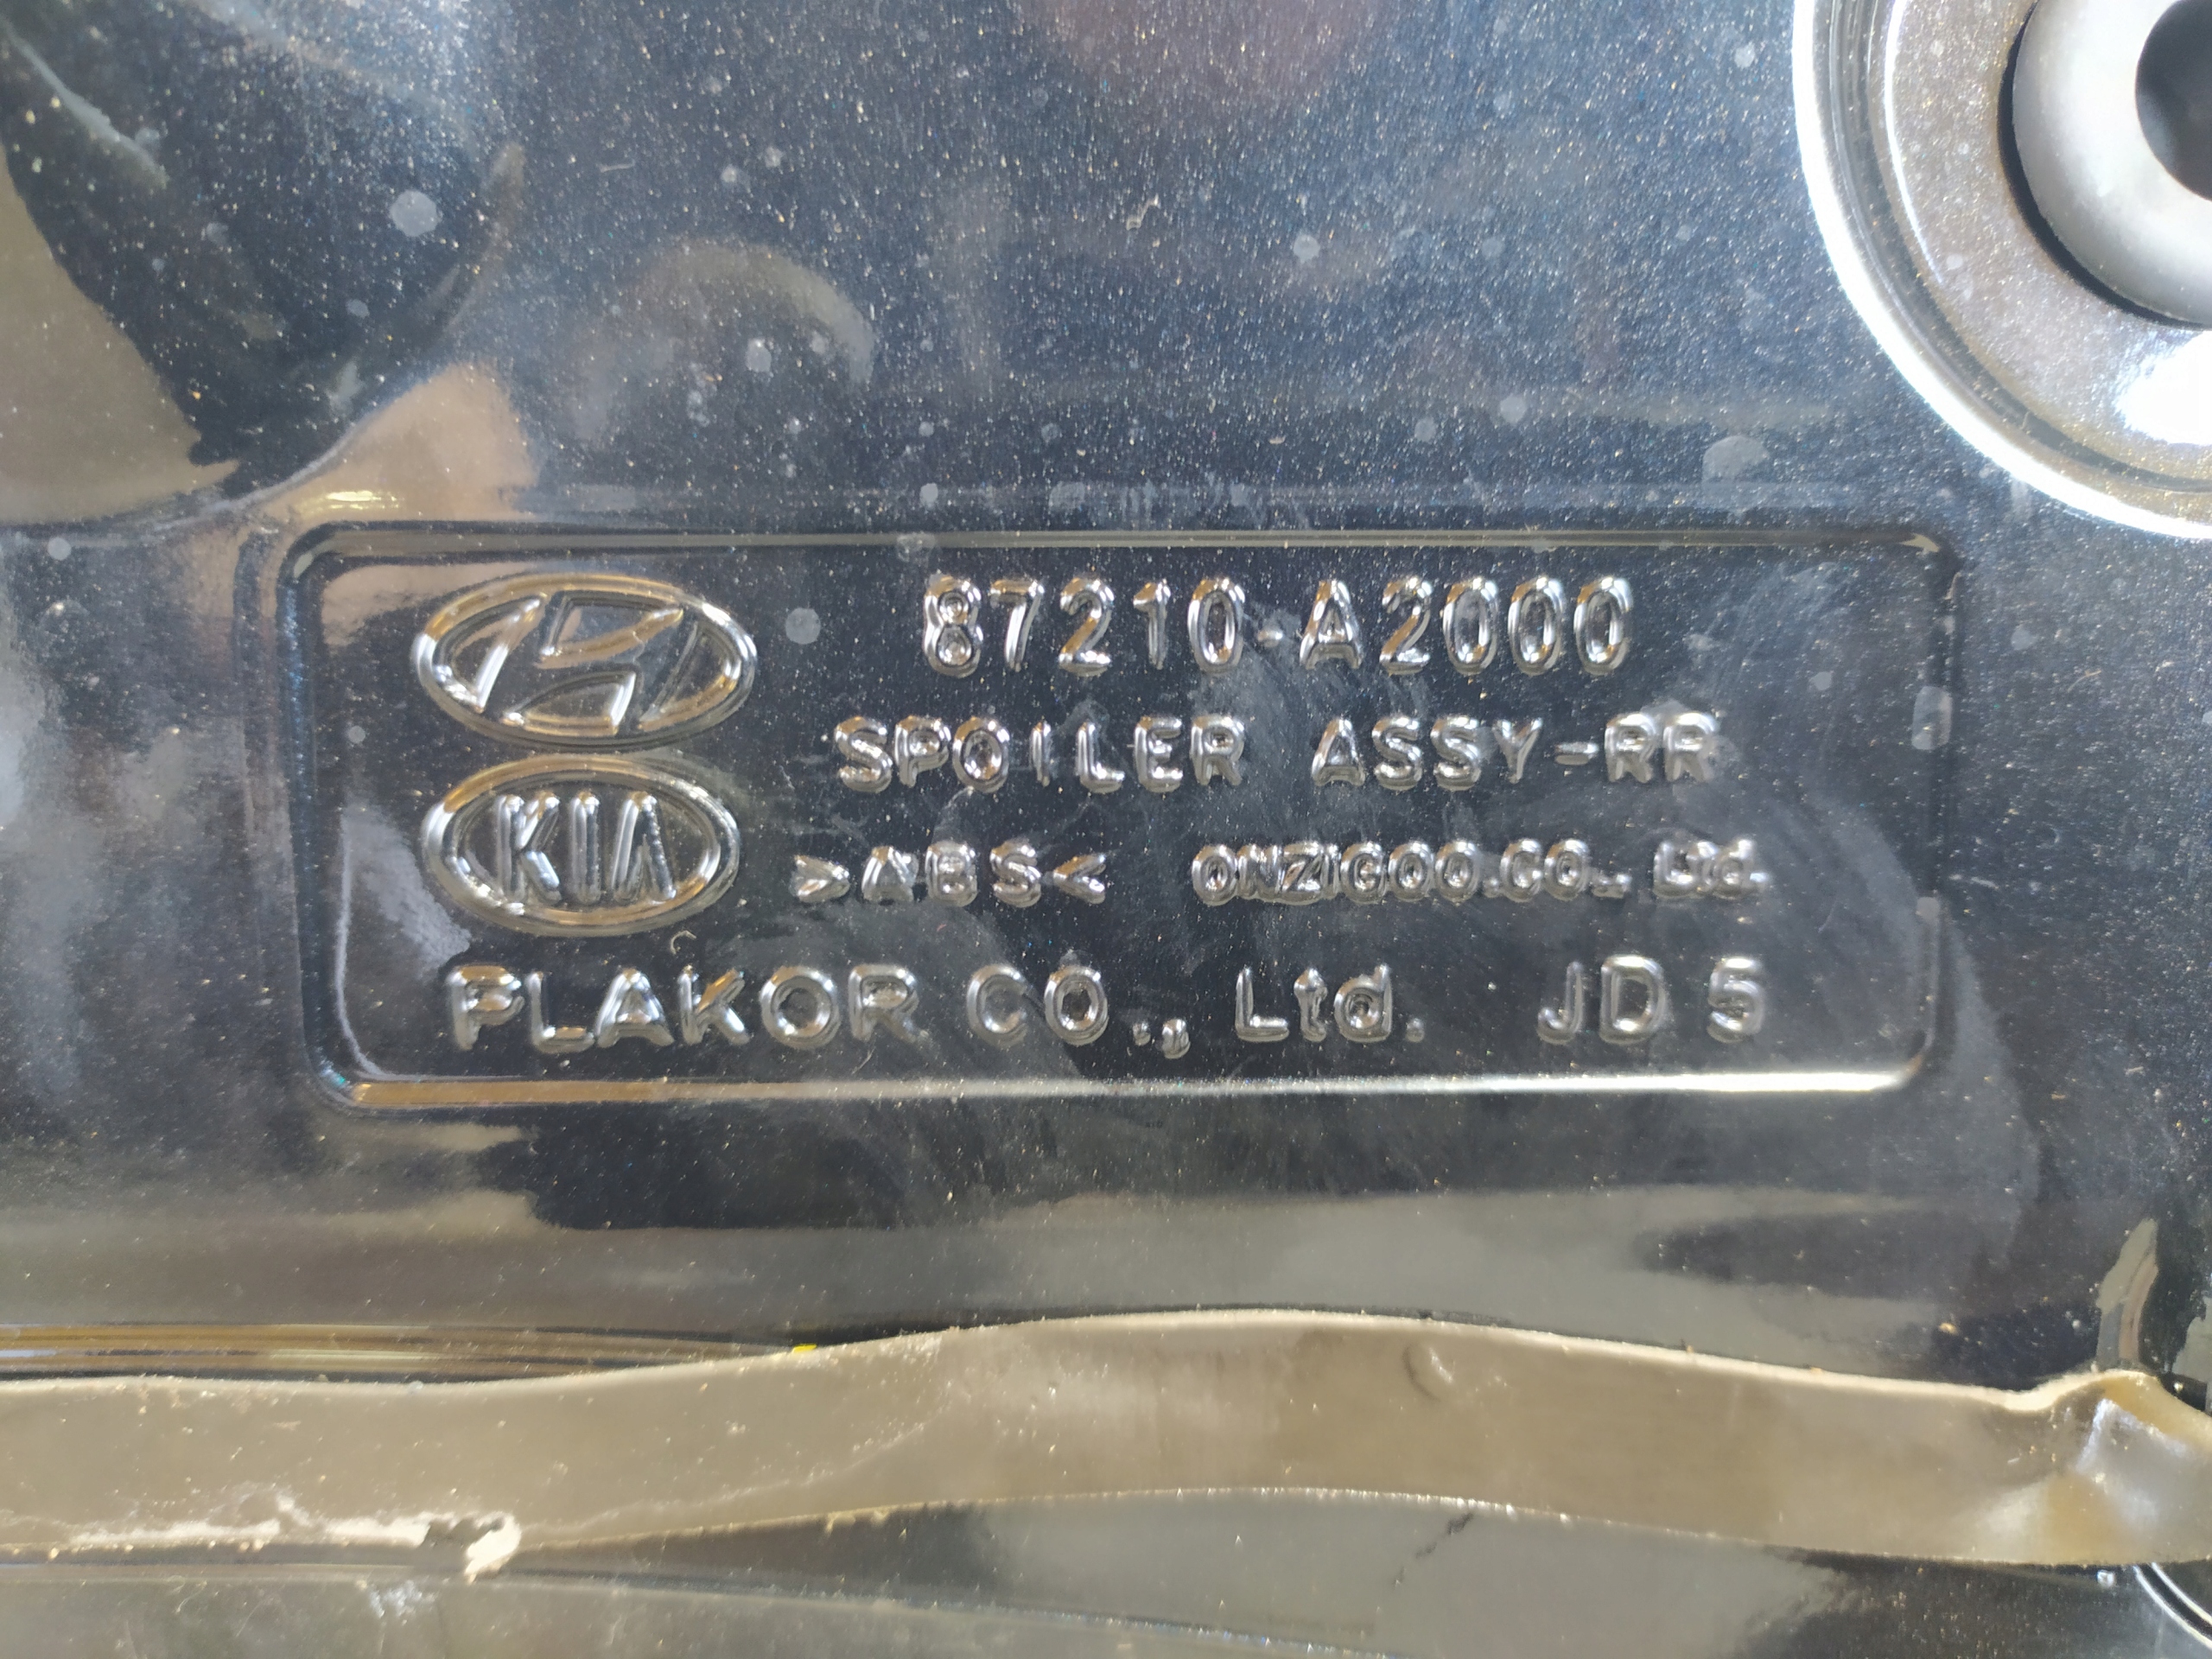 87210-A2000
SPOILER ASSY-RR
KIA
>ABS< ONZIGOO.CO., Ltd.
PLAKOR CO., Ltd. JD 5